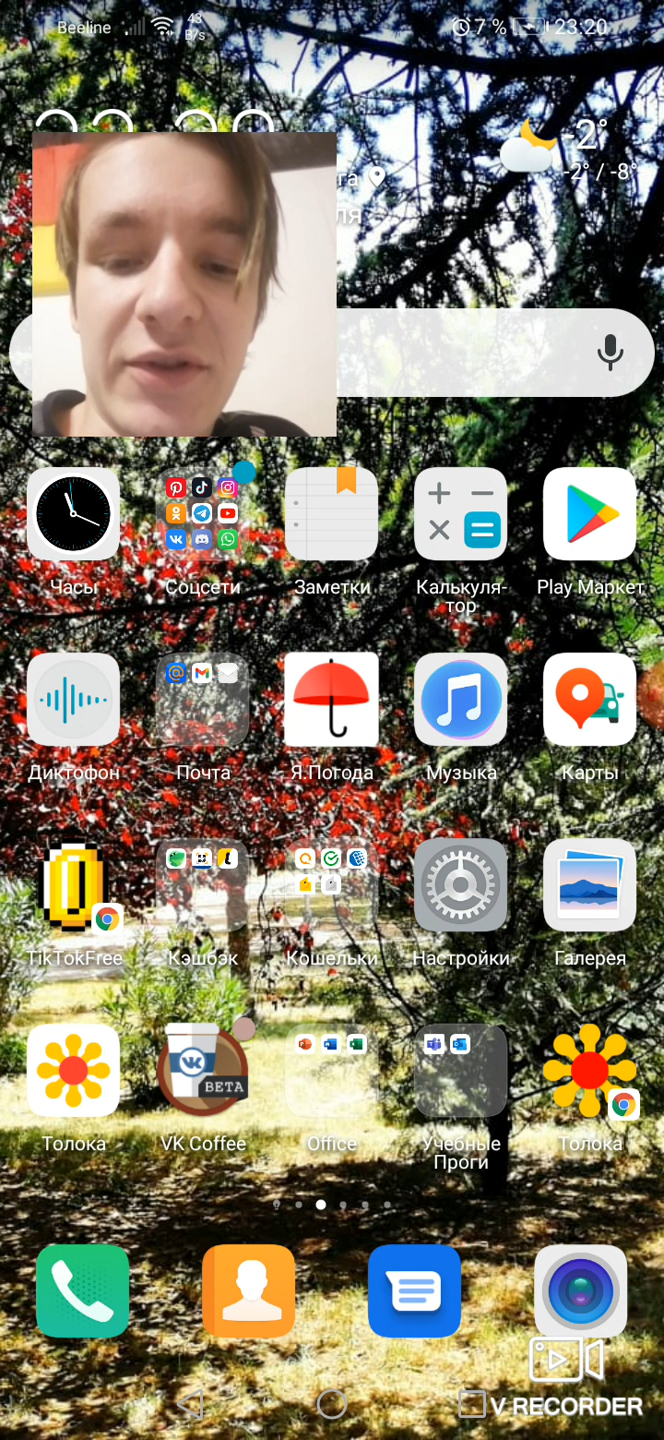 Beeline
43
B/s
7 %
23:20
-2°
-2° / -8°
Часы
Соцсети
Заметки
Калькуля-
тор
Play Маркет
Диктофон
Почта
Я.Погода
Музыка
Карты
TikTokFree
Кэшбэк
Кошельки
Настройки
Галерея
BETA
Толока
VK Coffee
Office
Учебные
Проги
Толока
V RECORDER